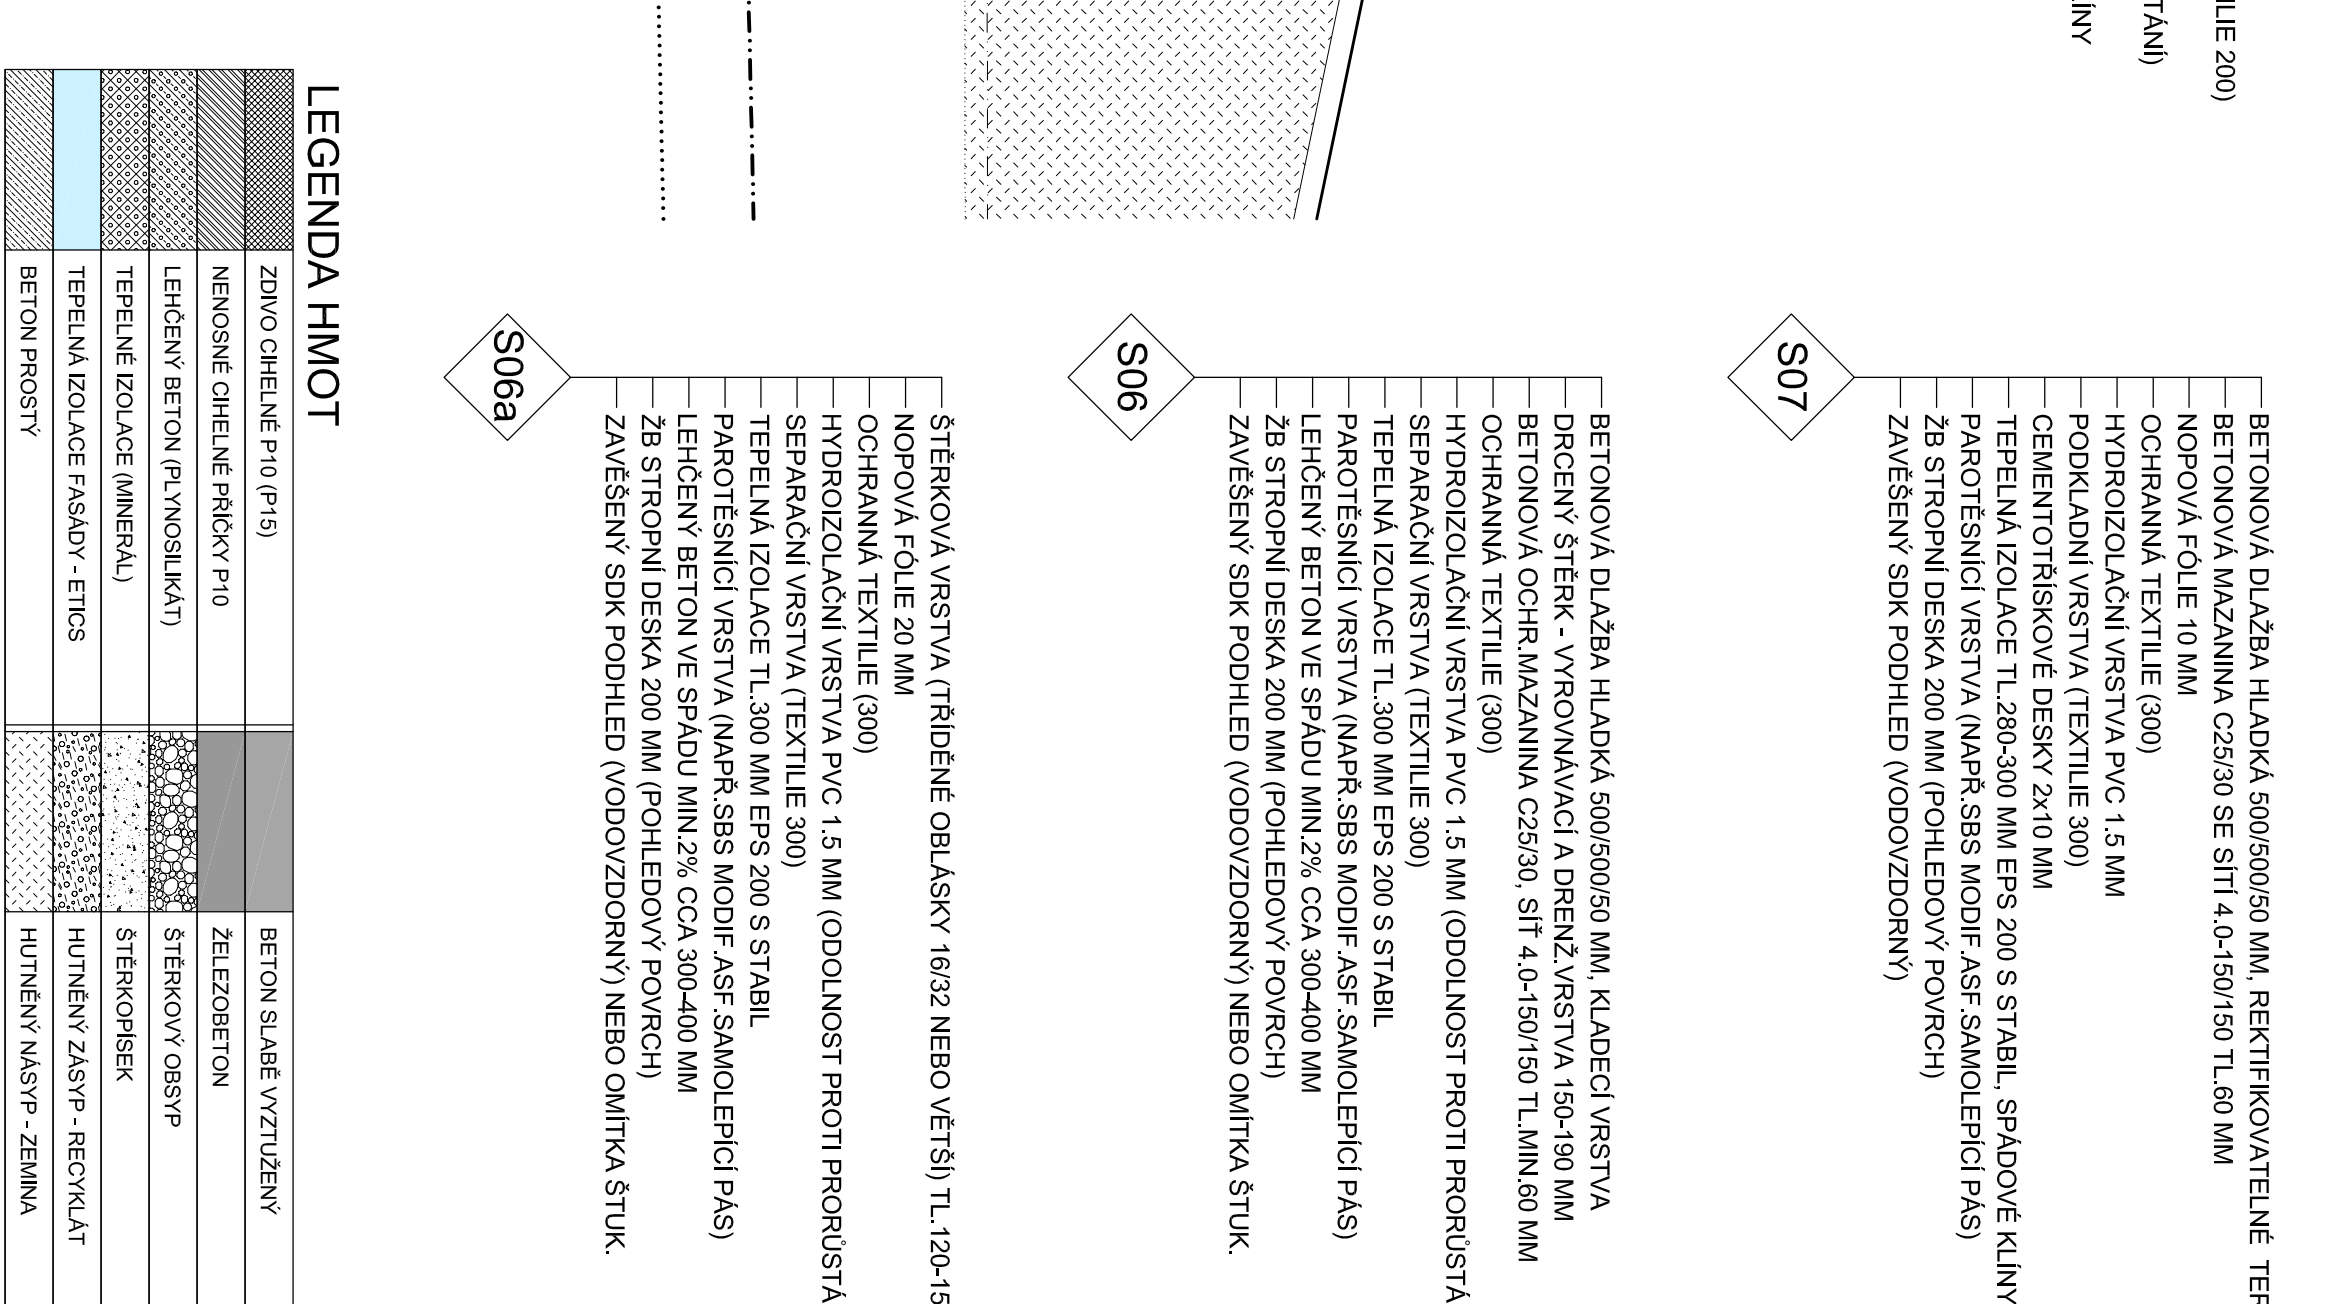 ILIE 200)
TÁNÍ)
ÍNY
S07
BETONOVÁ DLAŽBA HLADKÁ 500/500/50 MM, REKTIFIKOVATELNÉ TER
BETONOVÁ MAZANINA C25/30 SE SÍTÍ 4.0-150/150 TL.60 MM
NOPOVÁ FÓLIE 10 MM
OCHRANNÁ TEXTILIE (300)
HYDROIZOLAČNÍ VRSTVA PVC 1.5 MM
PODKLADNÍ VRSTVA (TEXTILIE 300)
CEMENTOTŘÍSKOVÉ DESKY 2x10 MM
TEPELNÁ IZOLACE TL.280-300 MM EPS 200 S STABIL, SPÁDOVÉ KLÍNY
PAROTĚSNÍCÍ VRSTVA (NAPŘ.SBS MODIF.ASF.SAMOLEPÍCÍ PÁS)
ŽB STROPNÍ DESKA 200 MM (POHLEDOVÝ POVRCH)
ZAVĚŠENÝ SDK PODHLED (VODOVZDORNÝ)
S06
BETONOVÁ DLAŽBA HLADKÁ 500/500/50 MM, KLADECÍ VRSTVA
DRCENÝ ŠTĚRK - VYROVNÁVACÍ A DRENŽ.VRSTVA 150-190 MM
BETONOVÁ OCHR.MAZANINA C25/30, SÍŤ 4.0-150/150 TL.MIN.60 MM
OCHRANNÁ TEXTILIE (300)
HYDROIZOLAČNÍ VRSTVA PVC 1.5 MM (ODOLNOST PROTI PRORŮSTÁ
SEPARAČNÍ VRSTVA (TEXTILIE 300)
TEPELNÁ IZOLACE TL.300 MM EPS 200 S STABIL
PAROTĚSNÍCÍ VRSTVA (NAPŘ.SBS MODIF.ASF.SAMOLEPÍCÍ PÁS)
LEHČENÝ BETON VE SPÁDU MIN.2% CCA 300-400 MM
ŽB STROPNÍ DESKA 200 MM (POHLEDOVÝ POVRCH)
ZAVĚŠENÝ SDK PODHLED (VODOVZDORNÝ) NEBO OMÍTKA ŠTUK.
S06a
ŠTĚRKOVÁ VRSTVA (TŘÍDĚNÉ OBLÁSKY 16/32 NEBO VĚTŠÍ) TL.120-15
NOPOVÁ FÓLIE 20 MM
OCHRANNÁ TEXTILIE (300)
HYDROIZOLAČNÍ VRSTVA PVC 1.5 MM (ODOLNOST PROTI PRORŮSTÁ
SEPARAČNÍ VRSTVA (TEXTILIE 300)
TEPELNÁ IZOLACE TL.300 MM EPS 200 S STABIL
PAROTĚSNÍCÍ VRSTVA (NAPŘ.SBS MODIF.ASF.SAMOLEPÍCÍ PÁS)
LEHČENÝ BETON VE SPÁDU MIN.2% CCA 300-400 MM
ŽB STROPNÍ DESKA 200 MM (POHLEDOVÝ POVRCH)
ZAVĚŠENÝ SDK PODHLED (VODOVZDORNÝ) NEBO OMÍTKA ŠTUK.
LEGENDA HMOT
ZDIVO CIHELNÉ P10 (P15)
BETON SLABĚ VYZTUŽENÝ
NENOSNÉ CIHELNÉ PŘÍČKY P10
ŽELEZOBETON
LEHČENÝ BETON (PLYNOSILIKÁT)
ŠTĚRKOVÝ OBSYP
TEPELNÉ IZOLACE (MINERÁL)
ŠTĚRKOPÍSEK
TEPELNÁ IZOLACE FASÁDY - ETICS
HUTNĚNÝ ZÁSYP - RECYKLÁT
BETON PROSTÝ
HUTNĚNÝ NÁSYP - ZEMINA